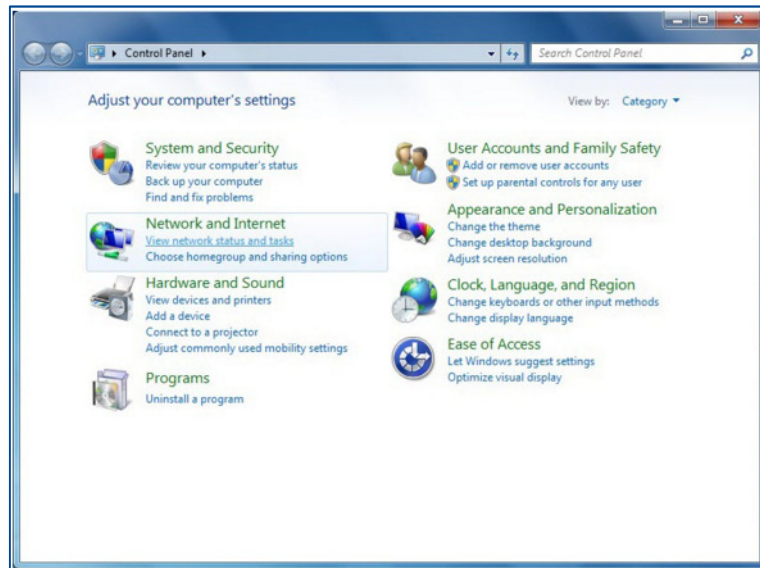 Control Panel
Search Control Panel
Adjust your computer's settings
View by: Category
System and Security
Review your computer's status
Back up your computer
Find and fix problems
Network and Internet
View network status and tasks
Choose homegroup and sharing options
Hardware and Sound
View devices and printers
Add a device
Connect to a projector
Adjust commonly used mobility settings
Programs
Uninstall a program
User Accounts and Family Safety
Add or remove user accounts
Set up parental controls for any user
Appearance and Personalization
Change the theme
Change desktop background
Adjust screen resolution
Clock, Language, and Region
Change keyboards or other input methods
Change display language
Ease of Access
Let Windows suggest settings
Optimize visual display